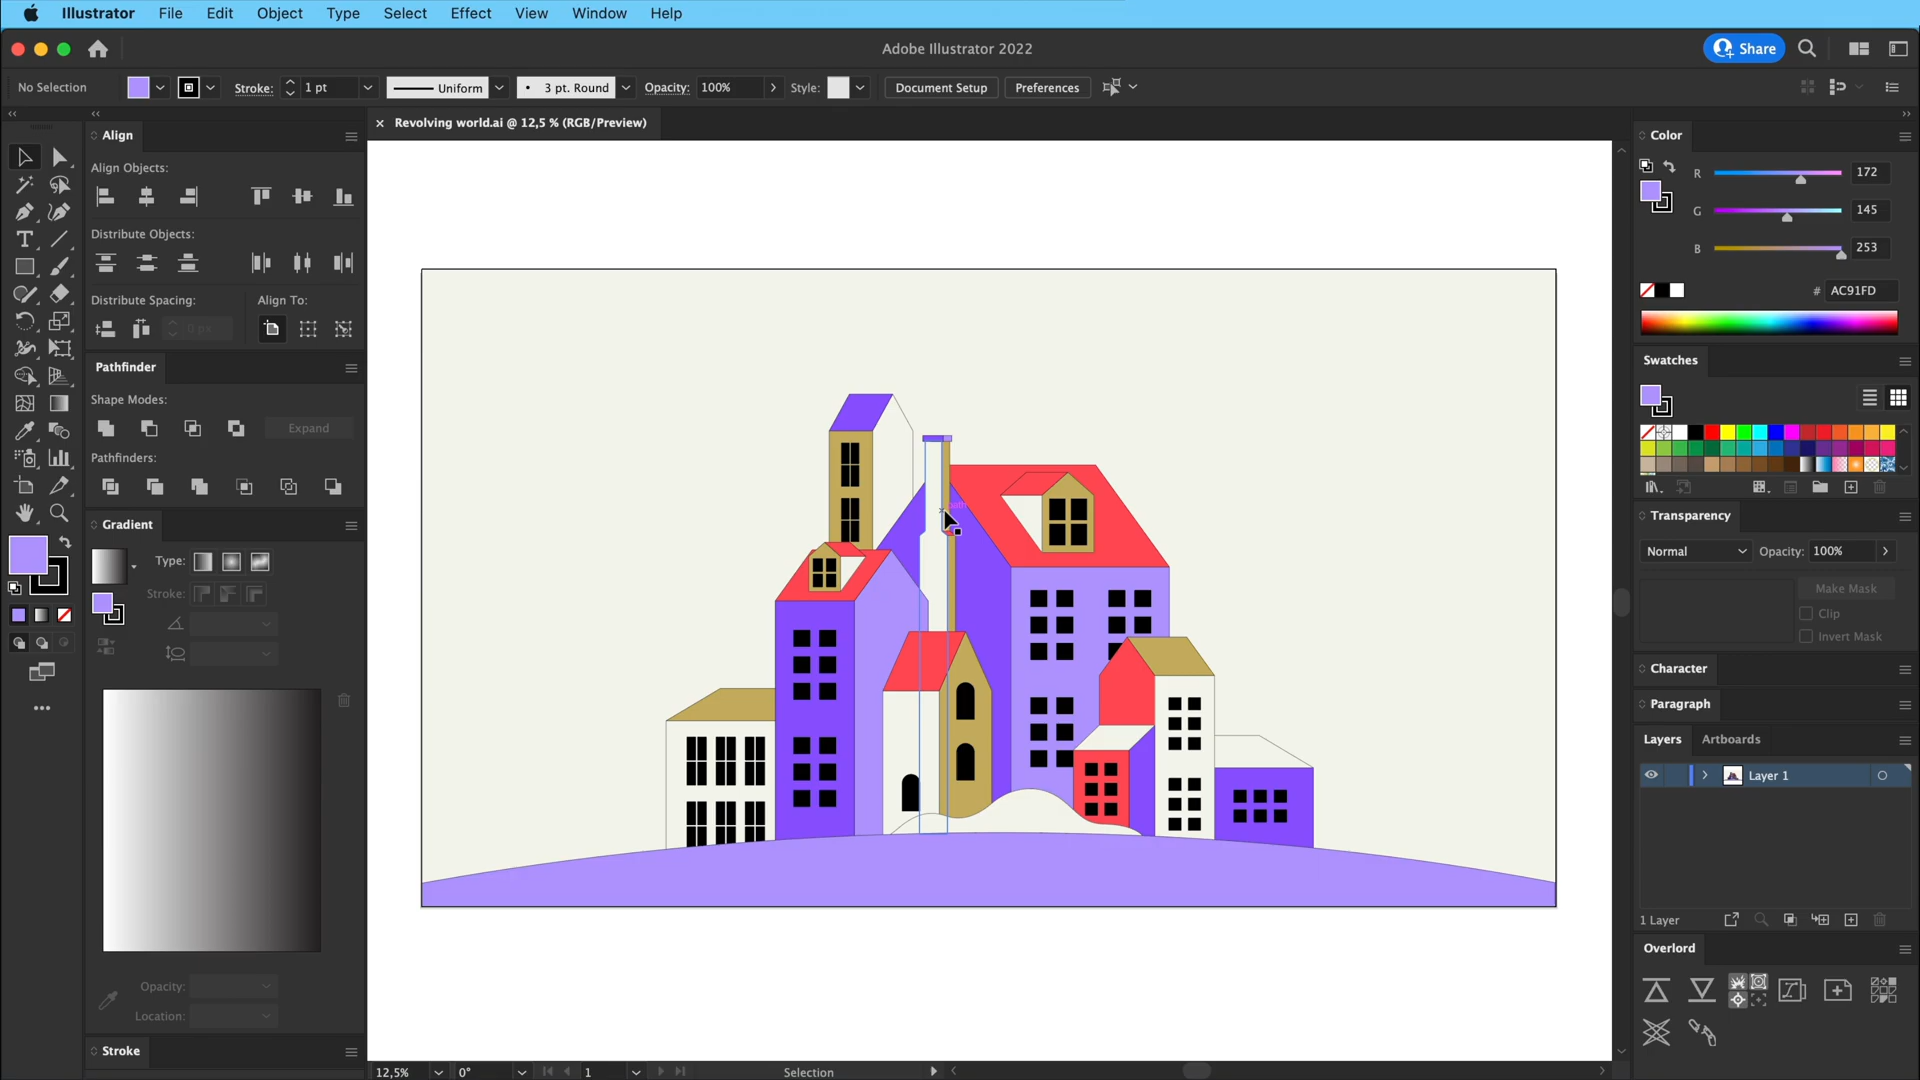 Illustrator File Edit Object Type Select Effect View Window Help
Adobe Illustrator 2022
Share
No Selection
Stroke:
1 pt
Uniform
3 pt. Round
Opacity:
100%
Style:
Document Setup
Preferences
Revolving world.ai @ 12,5 % (RGB/Preview)
Align
Align Objects:
Distribute Objects:
Distribute Spacing:
Align To:
0 px
Pathfinder
Shape Modes:
Expand
Pathfinders:
Gradient
Type:
Stroke:
Opacity:
Location:
Stroke
path
12,5%
0°
1
Selection
Color
R 172
G 145
B 253
# AC91FD
Swatches
Transparency
Normal
Opacity: 100%
Make Mask
Clip
Invert Mask
Character
Paragraph
Layers
Artboards
Layer 1
1 Layer
Overlord